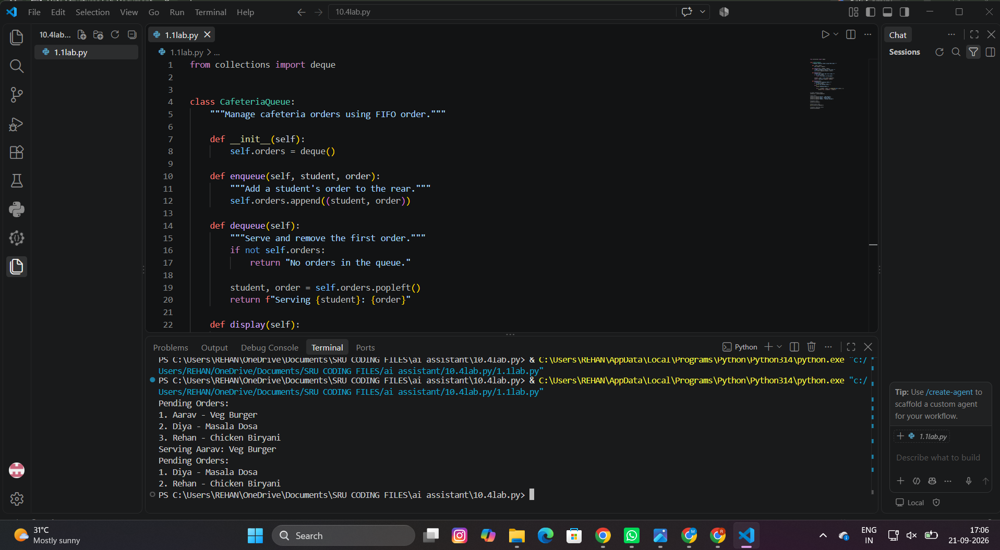 File Edit Selection View Go Run Terminal Help
10.4lab.py
10.4lab...
1.1lab.py
1.1lab.py
1.1lab.py > ...
1 from collections import deque
2
3
4 class CafeteriaQueue:
5 """Manage cafeteria orders using FIFO order."""
6
7 def __init__(self):
8 self.orders = deque()
9
10 def enqueue(self, student, order):
11 """Add a student's order to the rear."""
12 self.orders.append((student, order))
13
14 def dequeue(self):
15 """Serve and remove the first order."""
16 if not self.orders:
17 return "No orders in the queue."
18
19 student, order = self.orders.popleft()
20 return f"Serving {student}: {order}"
21
22 def display(self):
Problems Output Debug Console Terminal Ports
Python
PS C:\Users\REHAN\OneDrive\Documents\SRU CODING FILES\ai assistant\10.4lab.py> & C:\Users\REHAN\AppData\Local\Programs\Python\Python314\python.exe "c:/
Users/REHAN/OneDrive/Documents/SRU CODING FILES/ai assistant/10.4lab.py/1.1lab.py"
PS C:\Users\REHAN\OneDrive\Documents\SRU CODING FILES\ai assistant\10.4lab.py> & C:\Users\REHAN\AppData\Local\Programs\Python\Python314\python.exe "c:/
Users/REHAN/OneDrive/Documents/SRU CODING FILES/ai assistant/10.4lab.py/1.1lab.py"
Pending Orders:
1. Aarav - Veg Burger
2. Diya - Masala Dosa
3. Rehan - Chicken Biryani
Serving Aarav: Veg Burger
Pending Orders:
1. Diya - Masala Dosa
2. Rehan - Chicken Biryani
PS C:\Users\REHAN\OneDrive\Documents\SRU CODING FILES\ai assistant\10.4lab.py>
Chat
Sessions
Tip: Use /create-agent to
scaffold a custom agent
for your workflow.
1.1lab.py
Describe what to build
Local
31°C
Mostly sunny
Search
ENG
IN
17:06
21-09-2026